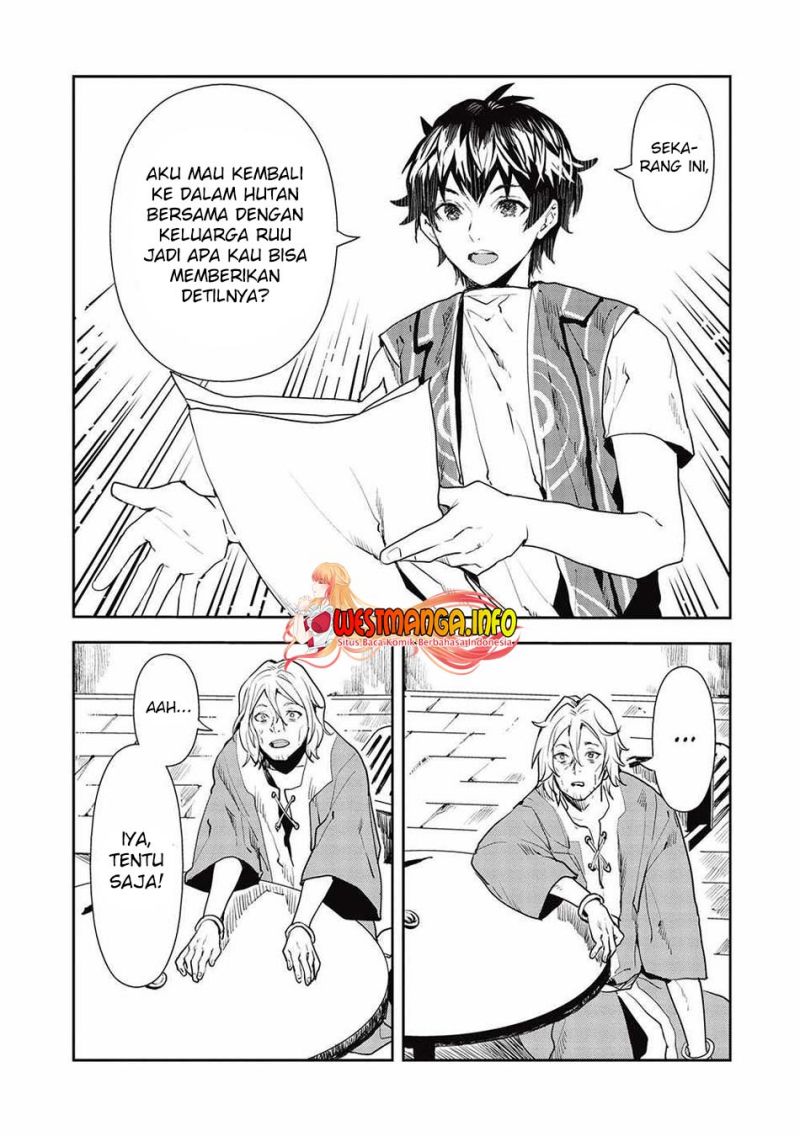 SEKA-
RANG INI,
AKU MAU KEMBALI
KE DALAM HUTAN
BERSAMA DENGAN
KELUARGA RUU
JADI APA KAU BISA
MEMBERIKAN
DETILNYA?
WESTMANGA.INFO
Situs Baca Komik Berbahasa Indonesia
...
AAH...
IYA,
TENTU
SAJA!